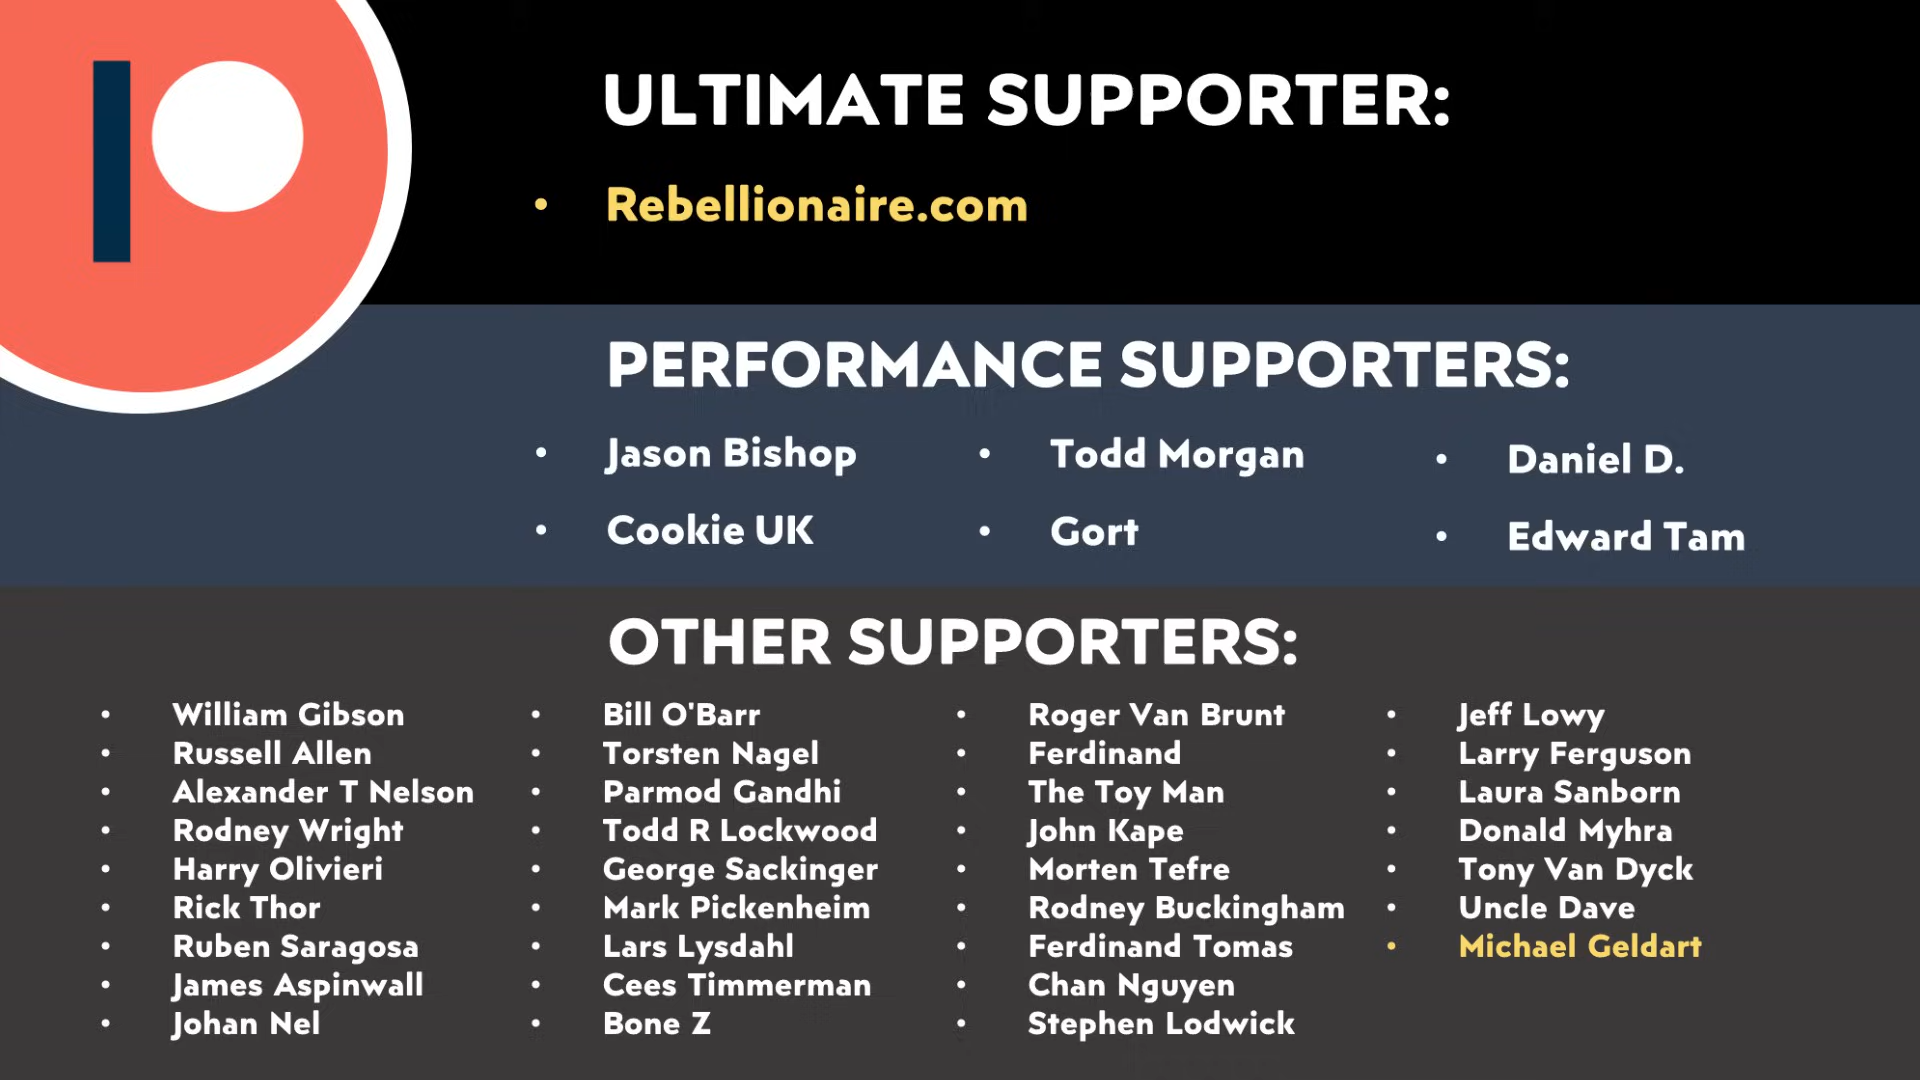 ULTIMATE SUPPORTER:
• Rebellionaire.com
PERFORMANCE SUPPORTERS:
• Jason Bishop
• Cookie UK
• Todd Morgan
• Gort
• Daniel D.
• Edward Tam
OTHER SUPPORTERS:
• William Gibson
• Russell Allen
• Alexander T Nelson
• Rodney Wright
• Harry Olivieri
• Rick Thor
• Ruben Saragosa
• James Aspinwall
• Johan Nel
• Bill O'Barr
• Torsten Nagel
• Parmod Gandhi
• Todd R Lockwood
• George Sackinger
• Mark Pickenheim
• Lars Lysdahl
• Cees Timmerman
• Bone Z
• Roger Van Brunt
• Ferdinand
• The Toy Man
• John Kape
• Morten Tefre
• Rodney Buckingham
• Ferdinand Tomas
• Chan Nguyen
• Stephen Lodwick
• Jeff Lowy
• Larry Ferguson
• Laura Sanborn
• Donald Myhra
• Tony Van Dyck
• Uncle Dave
• Michael Geldart